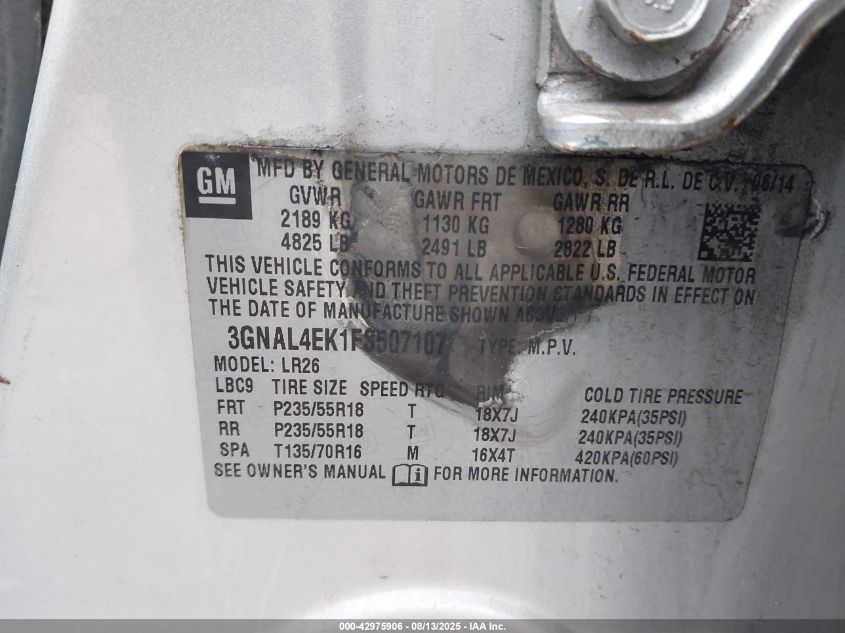 GM
MFD BY GENERAL MOTORS DE MEXICO, S. DE R.L. DE C.V. 06/14
GVWR GAWR FRT GAWR RR
2189 KG 1130 KG 1280 KG
4825 LB 2491 LB 2822 LB
THIS VEHICLE CONFORMS TO ALL APPLICABLE U.S. FEDERAL MOTOR
VEHICLE SAFETY AND THEFT PREVENTION STANDARDS IN EFFECT ON
THE DATE OF MANUFACTURE SHOWN ABOVE.
3GNAL4EK1FS507107 TYPE: M.P.V.
MODEL: LR26
LBC9 TIRE SIZE SPEED RTG RIM COLD TIRE PRESSURE
FRT P235/55R18 T 18X7J 240KPA(35PSI)
RR P235/55R18 T 18X7J 240KPA(35PSI)
SPA T135/70R16 M 16X4T 420KPA(60PSI)
SEE OWNER'S MANUAL FOR MORE INFORMATION.
000-42975906 - 08/13/2025 - IAA Inc.